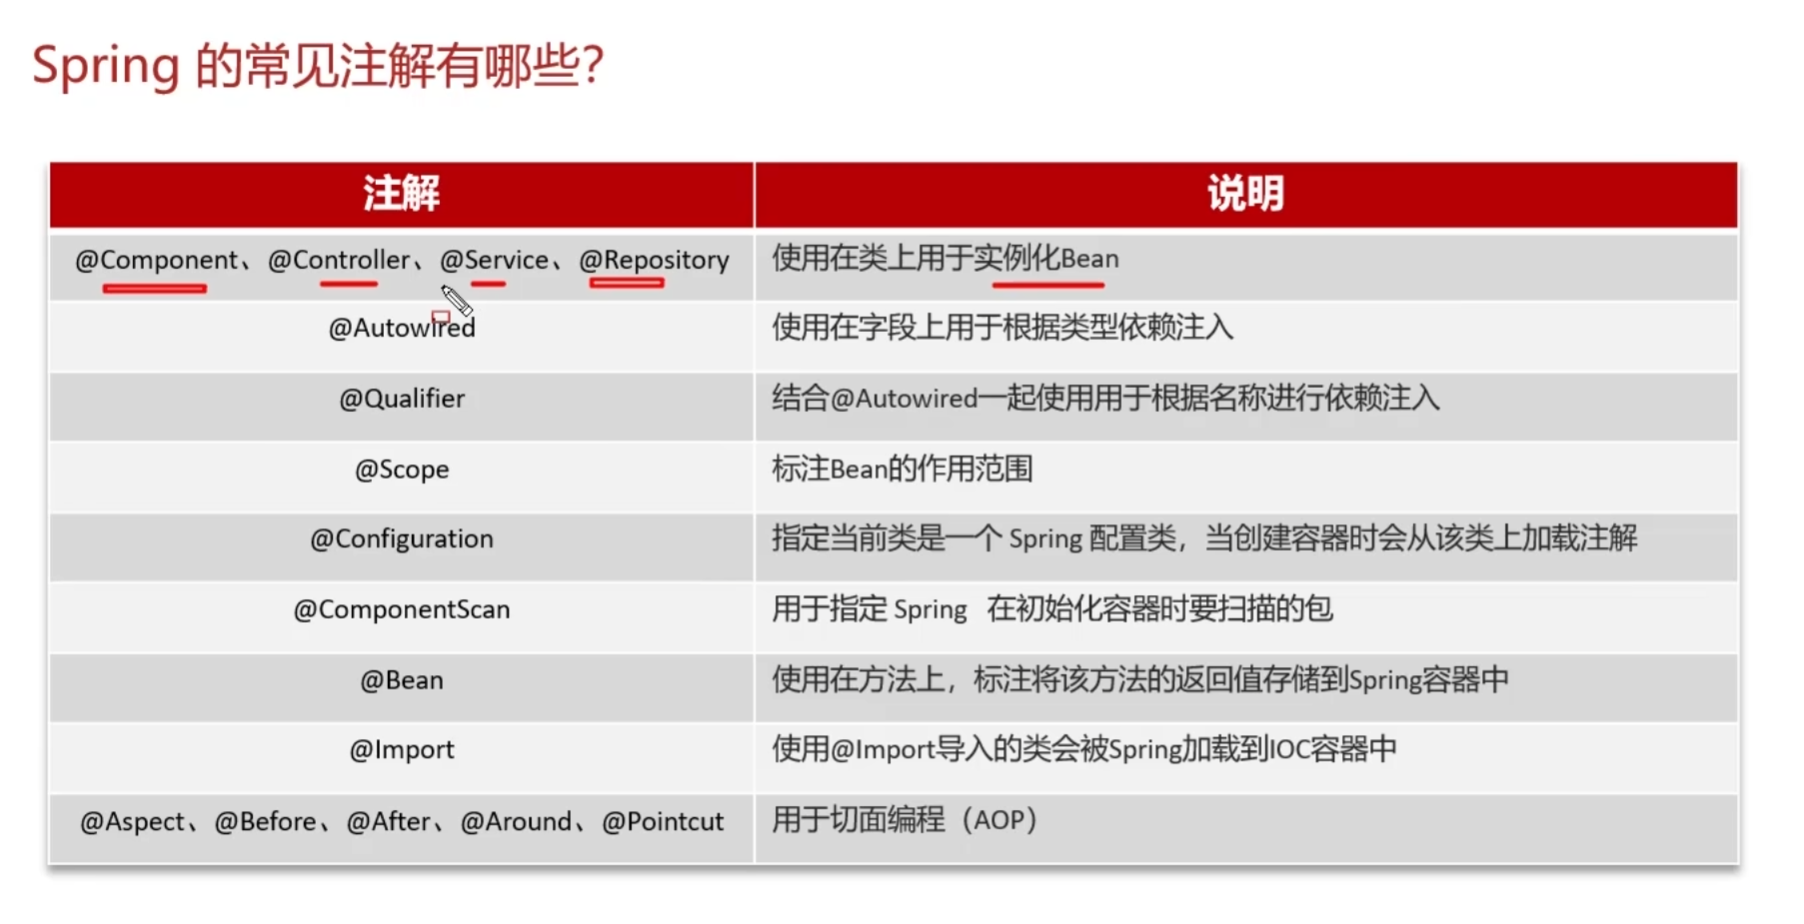 Spring 的常见注解有哪些?
注解 说明
@Component、@Controller、@Service、@Repository 使用在类上用于实例化Bean
@Autowired 使用在字段上用于根据类型依赖注入
@Qualifier 结合@Autowired一起使用用于根据名称进行依赖注入
@Scope 标注Bean的作用范围
@Configuration 指定当前类是一个 Spring 配置类，当创建容器时会从该类上加载注解
@ComponentScan 用于指定 Spring 在初始化容器时要扫描的包
@Bean 使用在方法上，标注将该方法的返回值存储到Spring容器中
@Import 使用@Import导入的类会被Spring加载到IOC容器中
@Aspect、@Before、@After、@Around、@Pointcut 用于切面编程（AOP）